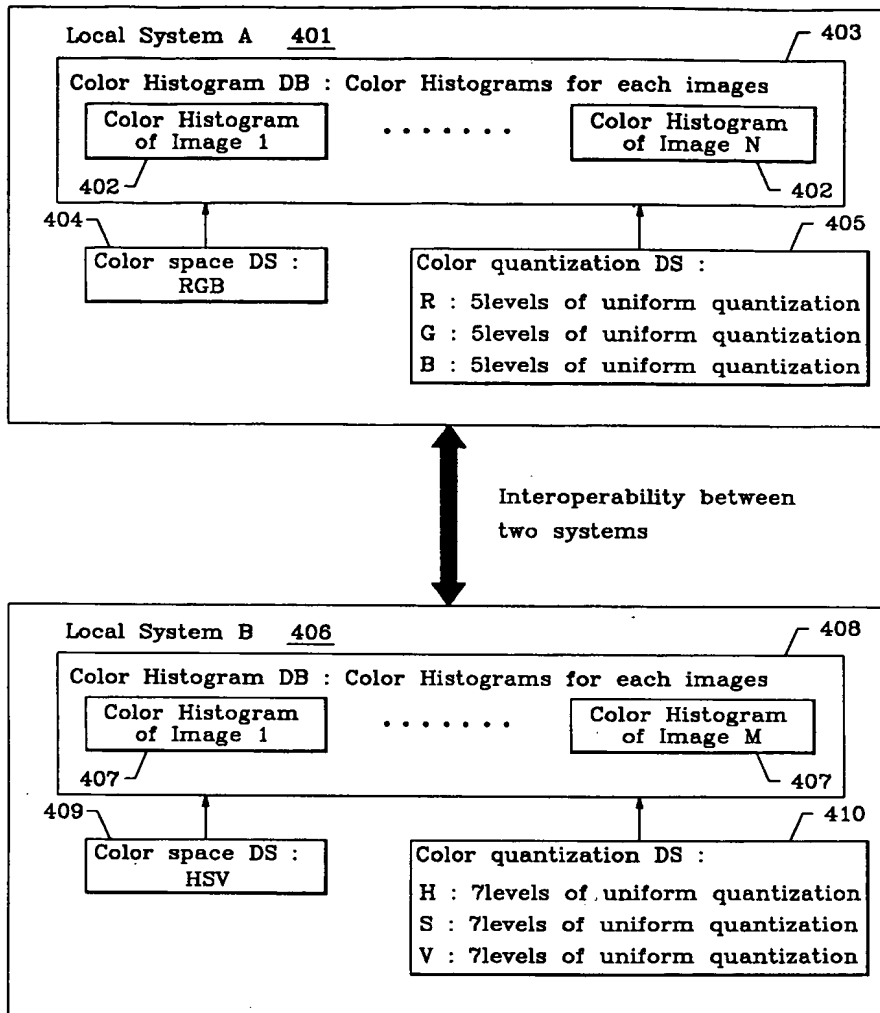 Local System A 401
403
Color Histogram DB : Color Histograms for each images
Color Histogram
of Image 1
.......
Color Histogram
of Image N
402
402
404
405
Color space DS :
RGB
Color quantization DS :
R : 5levels of uniform quantization
G : 5levels of uniform quantization
B : 5levels of uniform quantization
Interoperability between
two systems
Local System B 406
408
Color Histogram DB : Color Histograms for each images
Color Histogram
of Image 1
.......
Color Histogram
of Image M
407
407
409
410
Color space DS :
HSV
Color quantization DS :
H : 7levels of uniform quantization
S : 7levels of uniform quantization
V : 7levels of uniform quantization